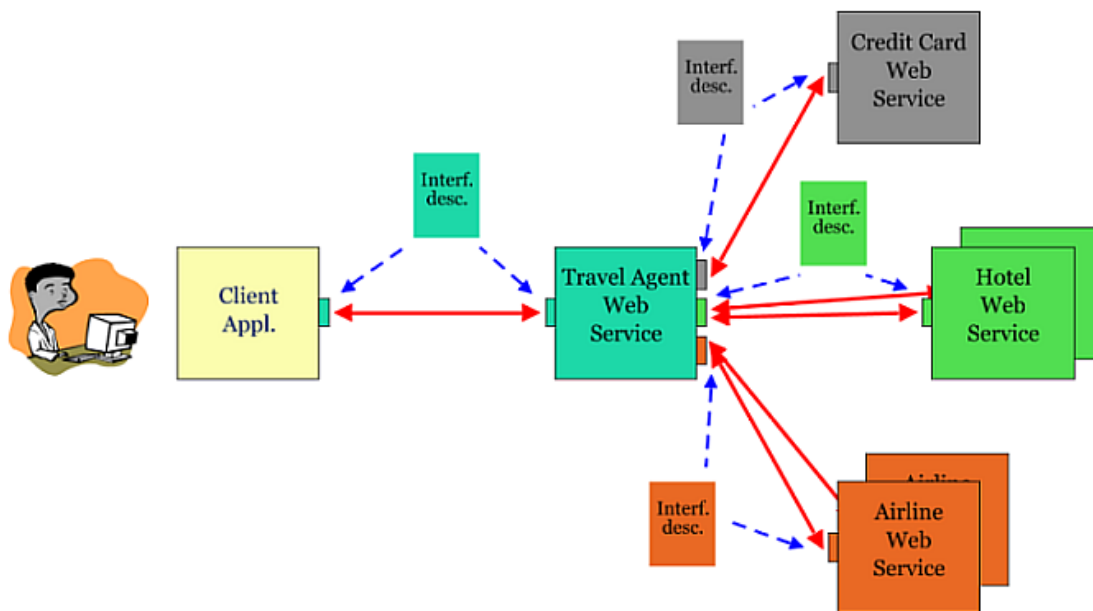 Credit Card
Web
Service
Interf.
desc.
Interf.
desc.
Interf.
desc.
Client
Appl.
Travel Agent
Web
Service
Hotel
Web
Service
Interf.
desc.
Airline
Airline
Web
Service